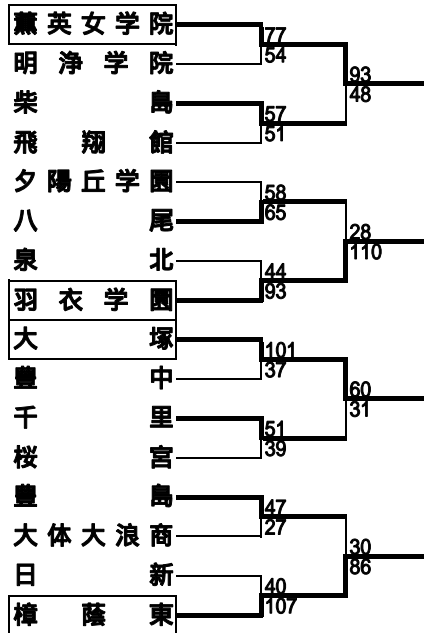 薫英女学院
77
明浄学院
54
93
柴島
48
57
飛翔館
51
夕陽丘学園
58
八尾
65
28
泉北
110
44
羽衣学園
93
大塚
101
豊中
37
60
千里
31
51
桜宮
39
豊島
47
大体大浪商
27
30
日新
86
40
樟蔭東
107